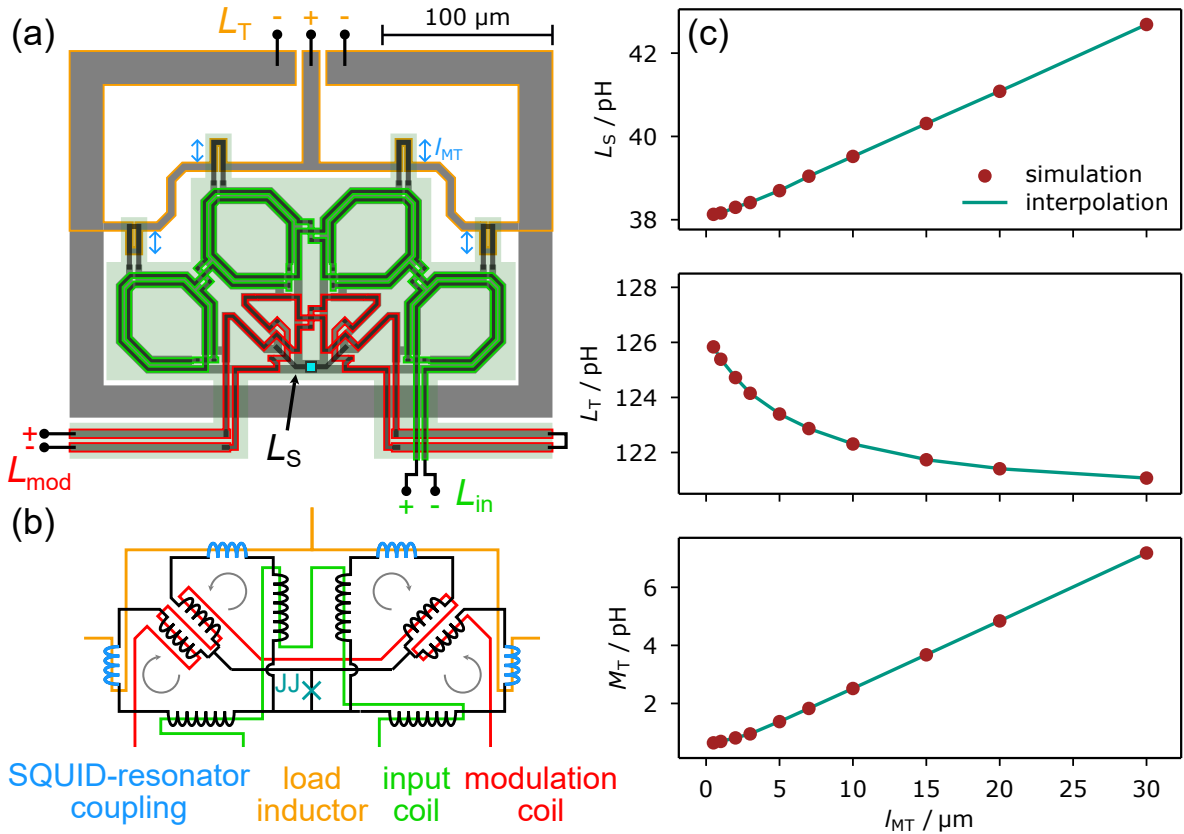 (a)
L_T
- + -
100 μm
l_MT
+
-
L_mod
L_S
L_in
+ -
(b)
JJ
SQUID-resonator
coupling
load
inductor
input
coil
modulation
coil
(c)
L_S / pH
42
40
38
simulation
interpolation
L_T / pH
128
126
124
122
M_T / pH
6
4
2
0 5 10 15 20 25 30
l_MT / μm